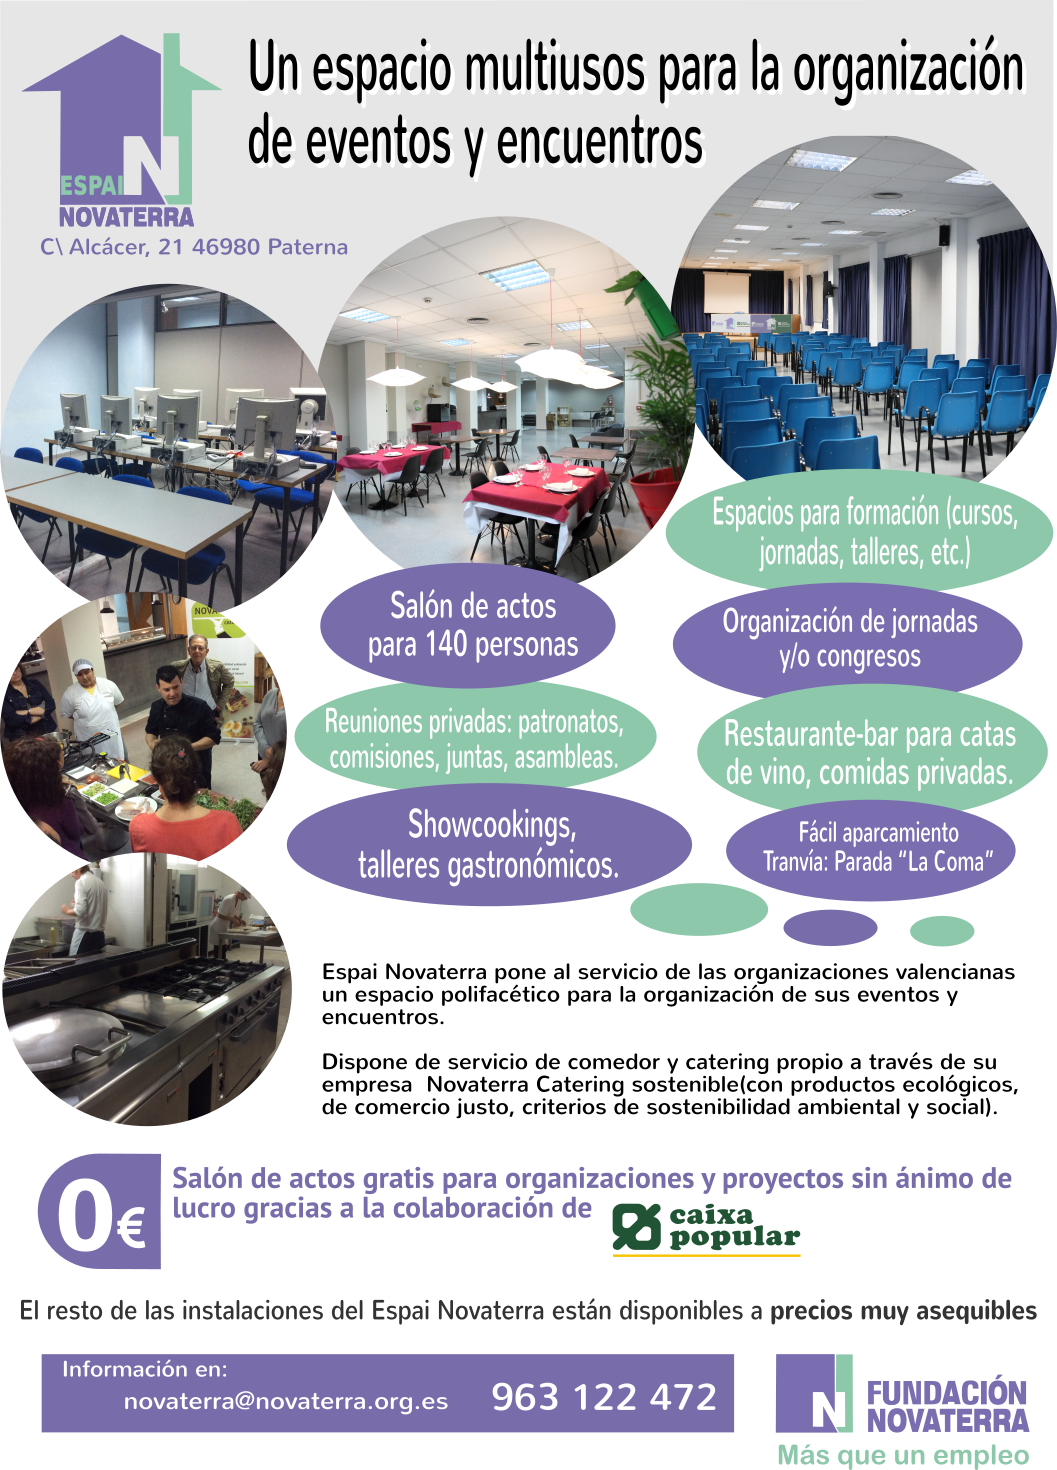 Un espacio multiusos para la organización
de eventos y encuentros
ESPAI N
NOVATERRA
C\ Alcácer, 21 46980 Paterna
Espacios para formación (cursos,
jornadas, talleres, etc.)
Salón de actos
para 140 personas
Organización de jornadas
y/o congresos
Reuniones privadas: patronatos,
comisiones, juntas, asambleas.
Restaurante-bar para catas
de vino, comidas privadas.
Showcookings,
talleres gastronómicos.
Fácil aparcamiento
Tranvía: Parada “La Coma”
Espai Novaterra pone al servicio de las organizaciones valencianas
un espacio polifacético para la organización de sus eventos y
encuentros.
Dispone de servicio de comedor y catering propio a través de su
empresa Novaterra Catering sostenible(con productos ecológicos,
de comercio justo, criterios de sostenibilidad ambiental y social).
0€
Salón de actos gratis para organizaciones y proyectos sin ánimo de
lucro gracias a la colaboración de
caixa
popular
El resto de las instalaciones del Espai Novaterra están disponibles a precios muy asequibles
Información en:
novaterra@novaterra.org.es 963 122 472
N
FUNDACIÓN
NOVATERRA
Más que un empleo